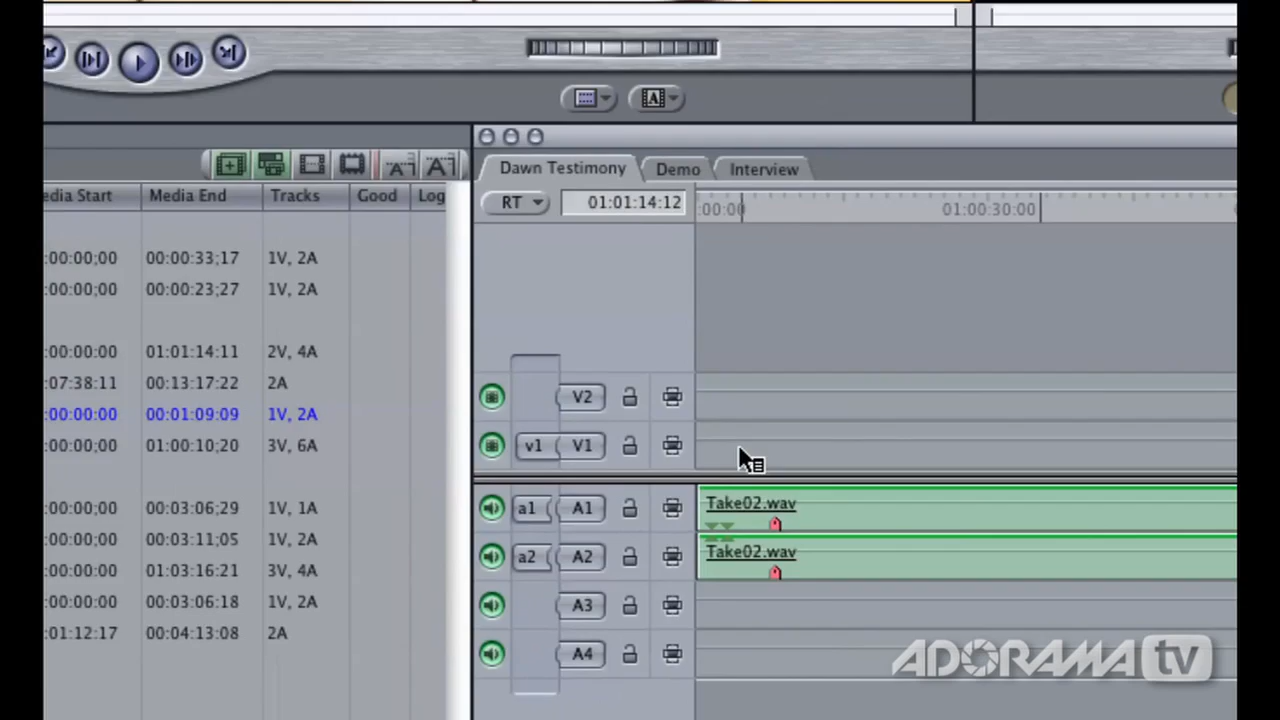 A
Dawn Testimony Demo Interview
edia Start Media End Tracks Good Log
RT 01:01:14:12 :00:00 01:00:30:00
:00:00;00 00:00:33;17 1V, 2A
:00:00;00 00:00:23;27 1V, 2A
:00:00:00 01:01:14:11 2V, 4A
:07:38:11 00:13:17:22 2A
:00:00:00 00:01:09:09 1V, 2A
:00:00;00 01:00:10;20 3V, 6A
:00:00;00 00:03:06;29 1V, 1A
:00:00;00 00:03:11;05 1V, 2A
:00:00:00 01:03:16:21 3V, 4A
:00:00:00 00:03:06:18 1V, 2A
:01:12:17 00:04:13:08 2A
V2
v1 V1
a1 A1 Take02.wav
a2 A2 Take02.wav
A3
A4
ADORAMA tv